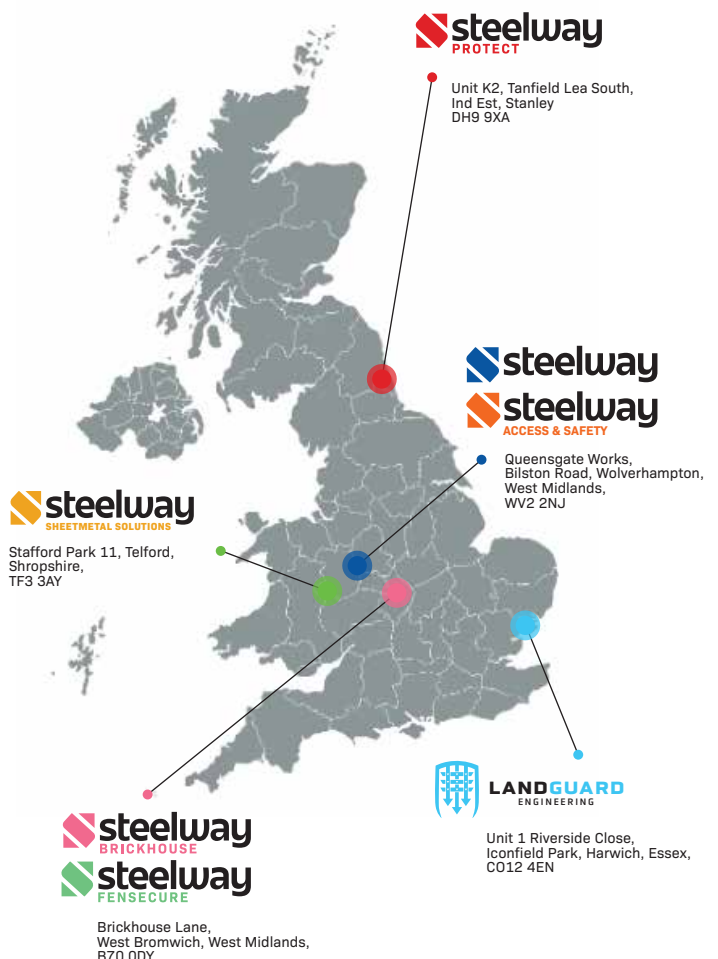 steelway
PROTECT
Unit K2, Tanfield Lea South,
Ind Est, Stanley
DH9 9XA
steelway
steelway
ACCESS & SAFETY
Queensgate Works,
Bilston Road, Wolverhampton,
West Midlands,
WV2 2NJ
steelway
SHEETMETAL SOLUTIONS
Stafford Park 11, Telford,
Shropshire,
TF3 3AY
LANDGUARD
ENGINEERING
Unit 1 Riverside Close,
Iconfield Park, Harwich, Essex,
CO12 4EN
steelway
BRICKHOUSE
steelway
FENSECURE
Brickhouse Lane,
West Bromwich, West Midlands,
B70 0DY